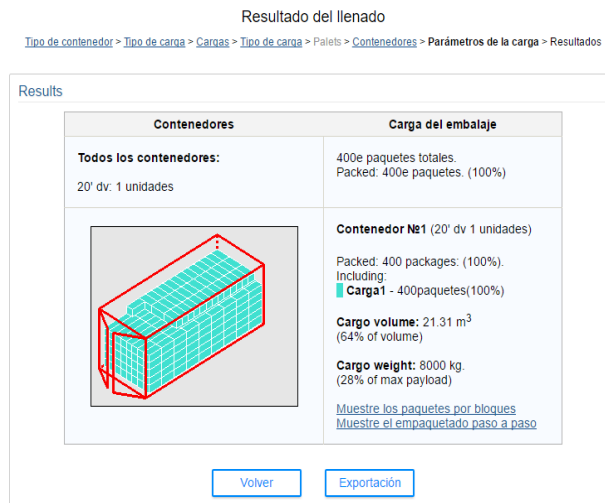 Resultado del llenado
Tipo de contenedor > Tipo de carga > Cargas > Tipo de carga > Palets > Contenedores > Parámetros de la carga > Resultados
Results
Contenedores
Carga del embalaje
Todos los contenedores:
20' dv: 1 unidades
400e paquetes totales.
Packed: 400e paquetes. (100%)
Contenedor №1 (20' dv 1 unidades)
Packed: 400 packages: (100%).
Including:
Carga1 - 400paquetes(100%)
Cargo volume: 21.31 m³
(64% of volume)
Cargo weight: 8000 kg.
(28% of max payload)
Muestre los paquetes por bloques
Muestre el empaquetado paso a paso
Volver
Exportación